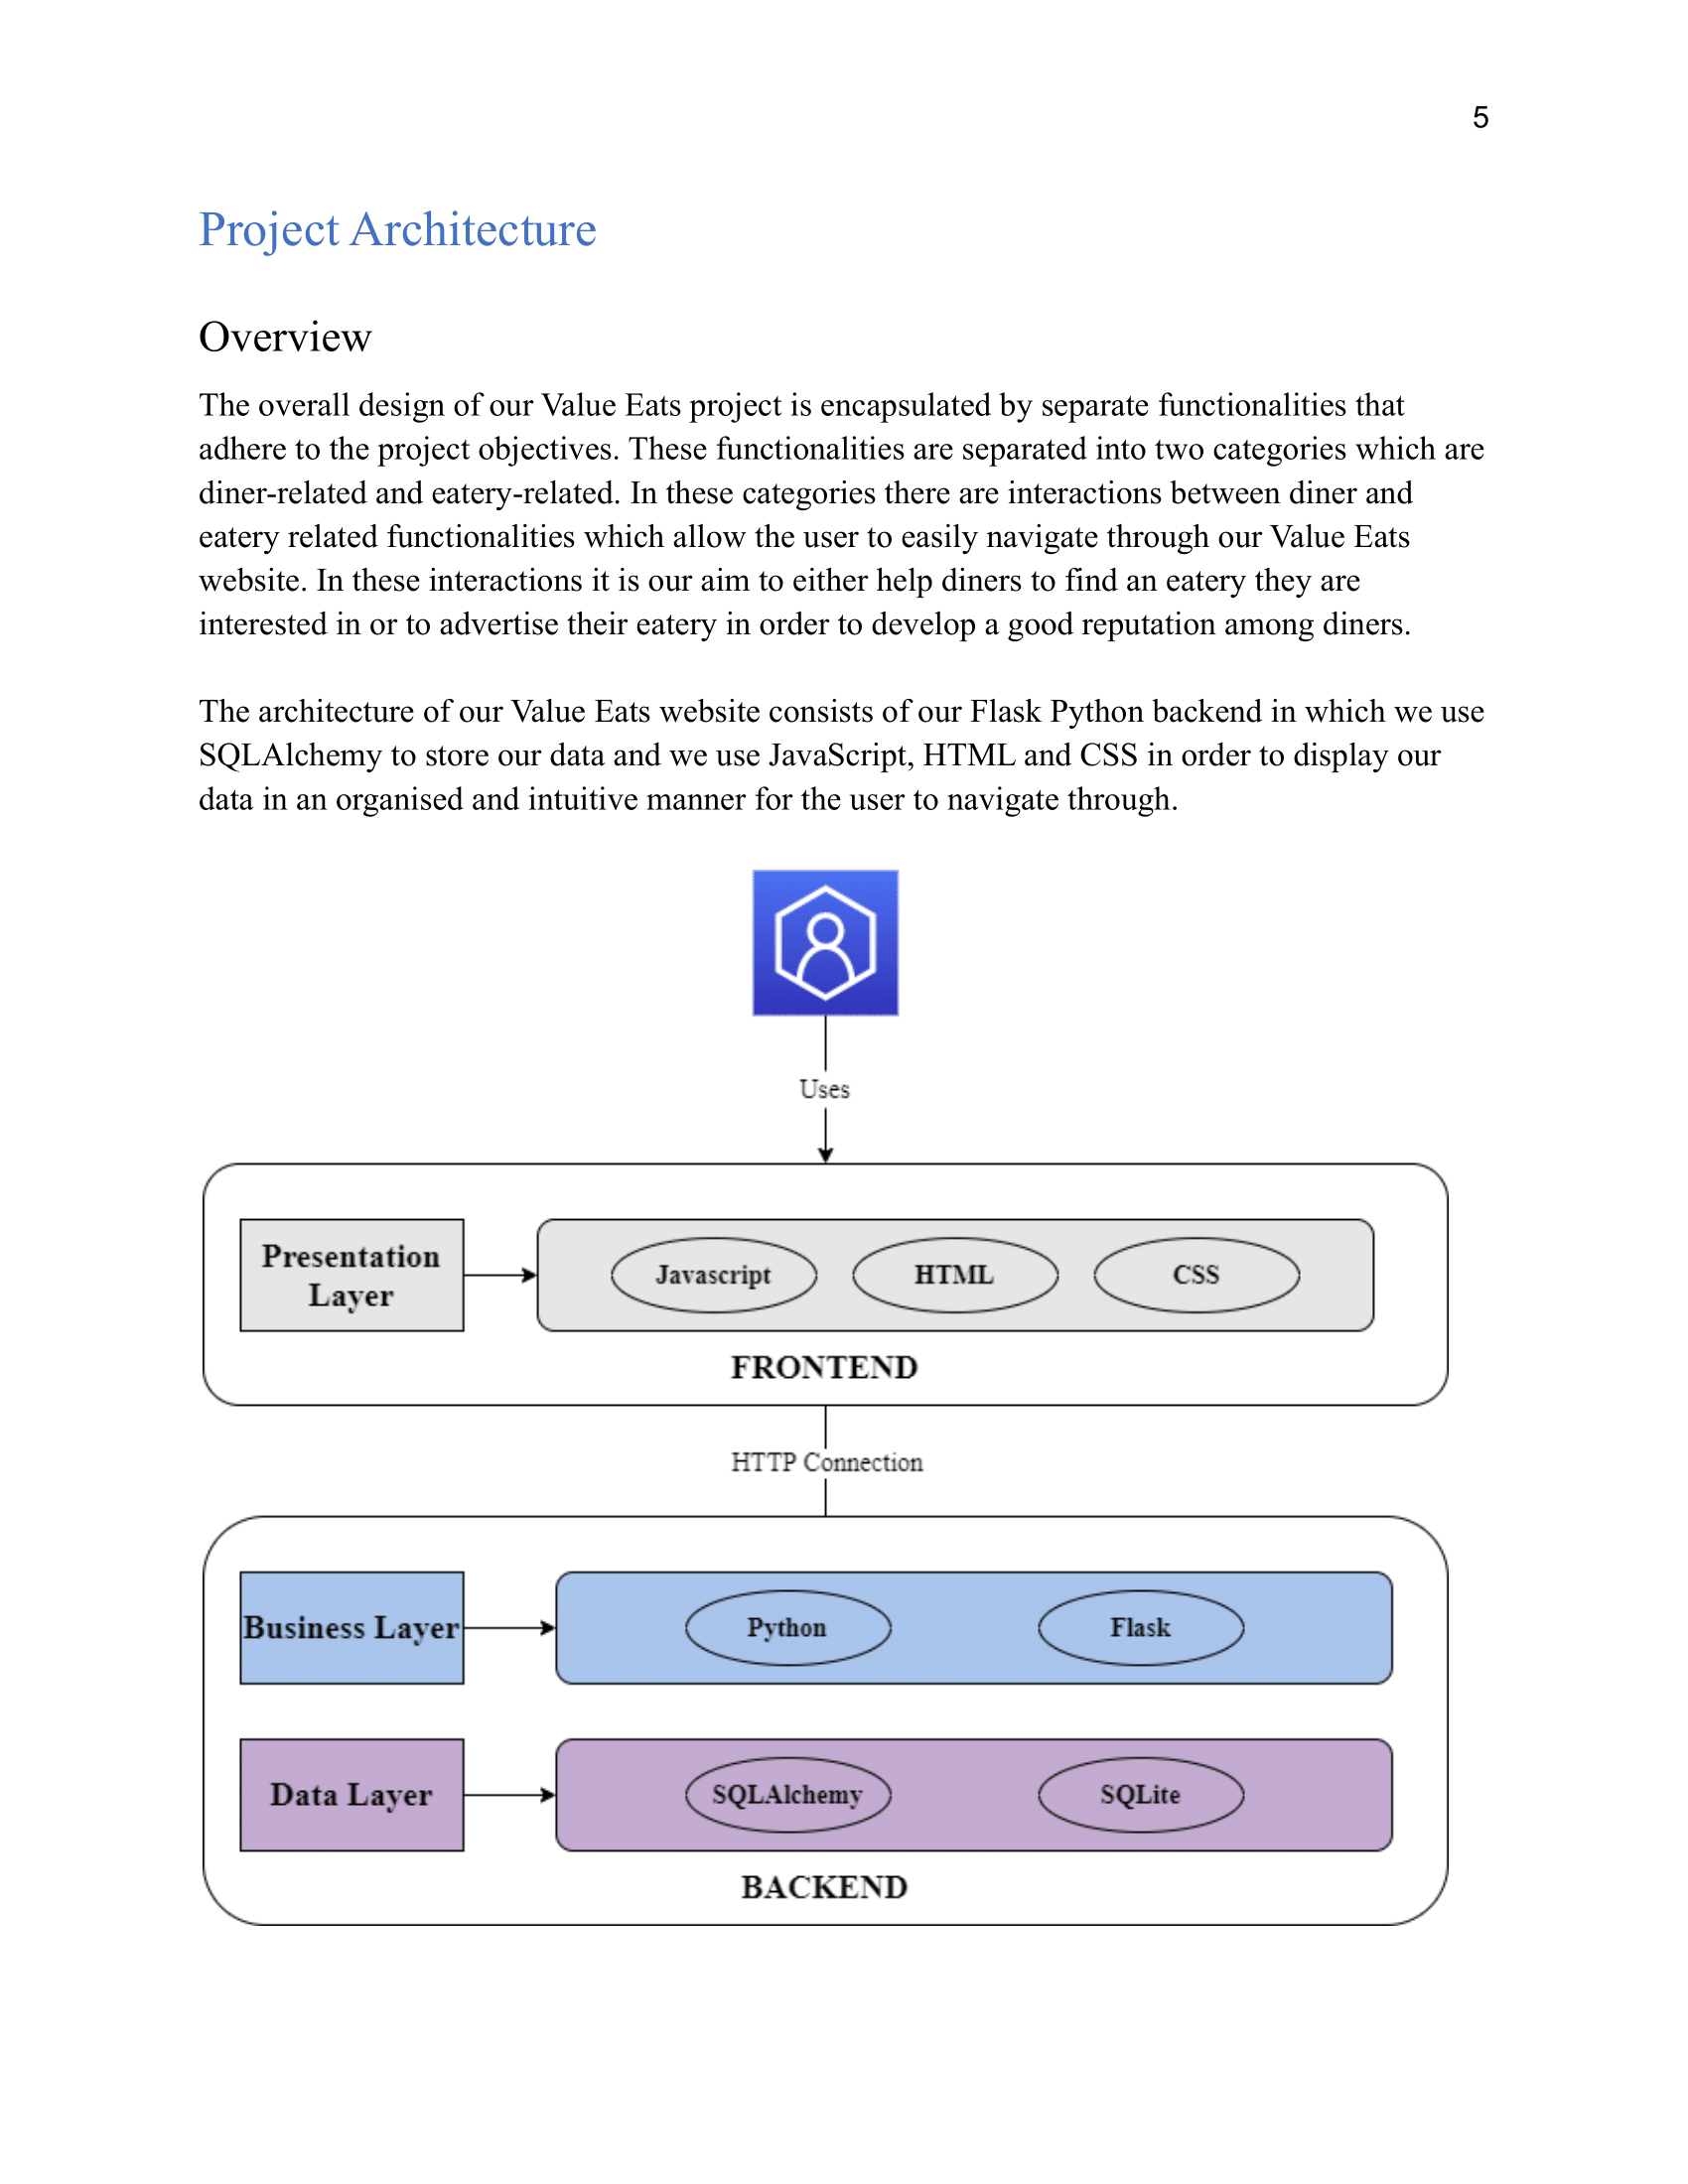 5
Project Architecture
Overview
The overall design of our Value Eats project is encapsulated by separate functionalities that
adhere to the project objectives. These functionalities are separated into two categories which are
diner-related and eatery-related. In these categories there are interactions between diner and
eatery related functionalities which allow the user to easily navigate through our Value Eats
website. In these interactions it is our aim to either help diners to find an eatery they are
interested in or to advertise their eatery in order to develop a good reputation among diners.
The architecture of our Value Eats website consists of our Flask Python backend in which we use
SQLAlchemy to store our data and we use JavaScript, HTML and CSS in order to display our
data in an organised and intuitive manner for the user to navigate through.
Uses
Presentation
Layer
Javascript
HTML
CSS
FRONTEND
HTTP Connection
Business Layer
Python
Flask
Data Layer
SQLAlchemy
SQLite
BACKEND